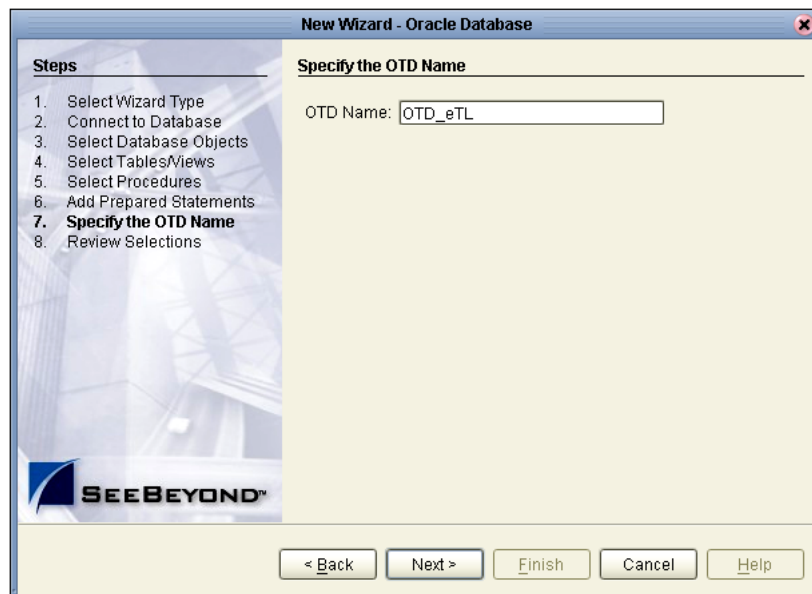 New Wizard - Oracle Database
Steps
1. Select Wizard Type
2. Connect to Database
3. Select Database Objects
4. Select Tables/Views
5. Select Procedures
6. Add Prepared Statements
7. Specify the OTD Name
8. Review Selections
SEEBEYOND™
Specify the OTD Name
OTD Name: OTD_eTL
< Back
Next >
Finish
Cancel
Help